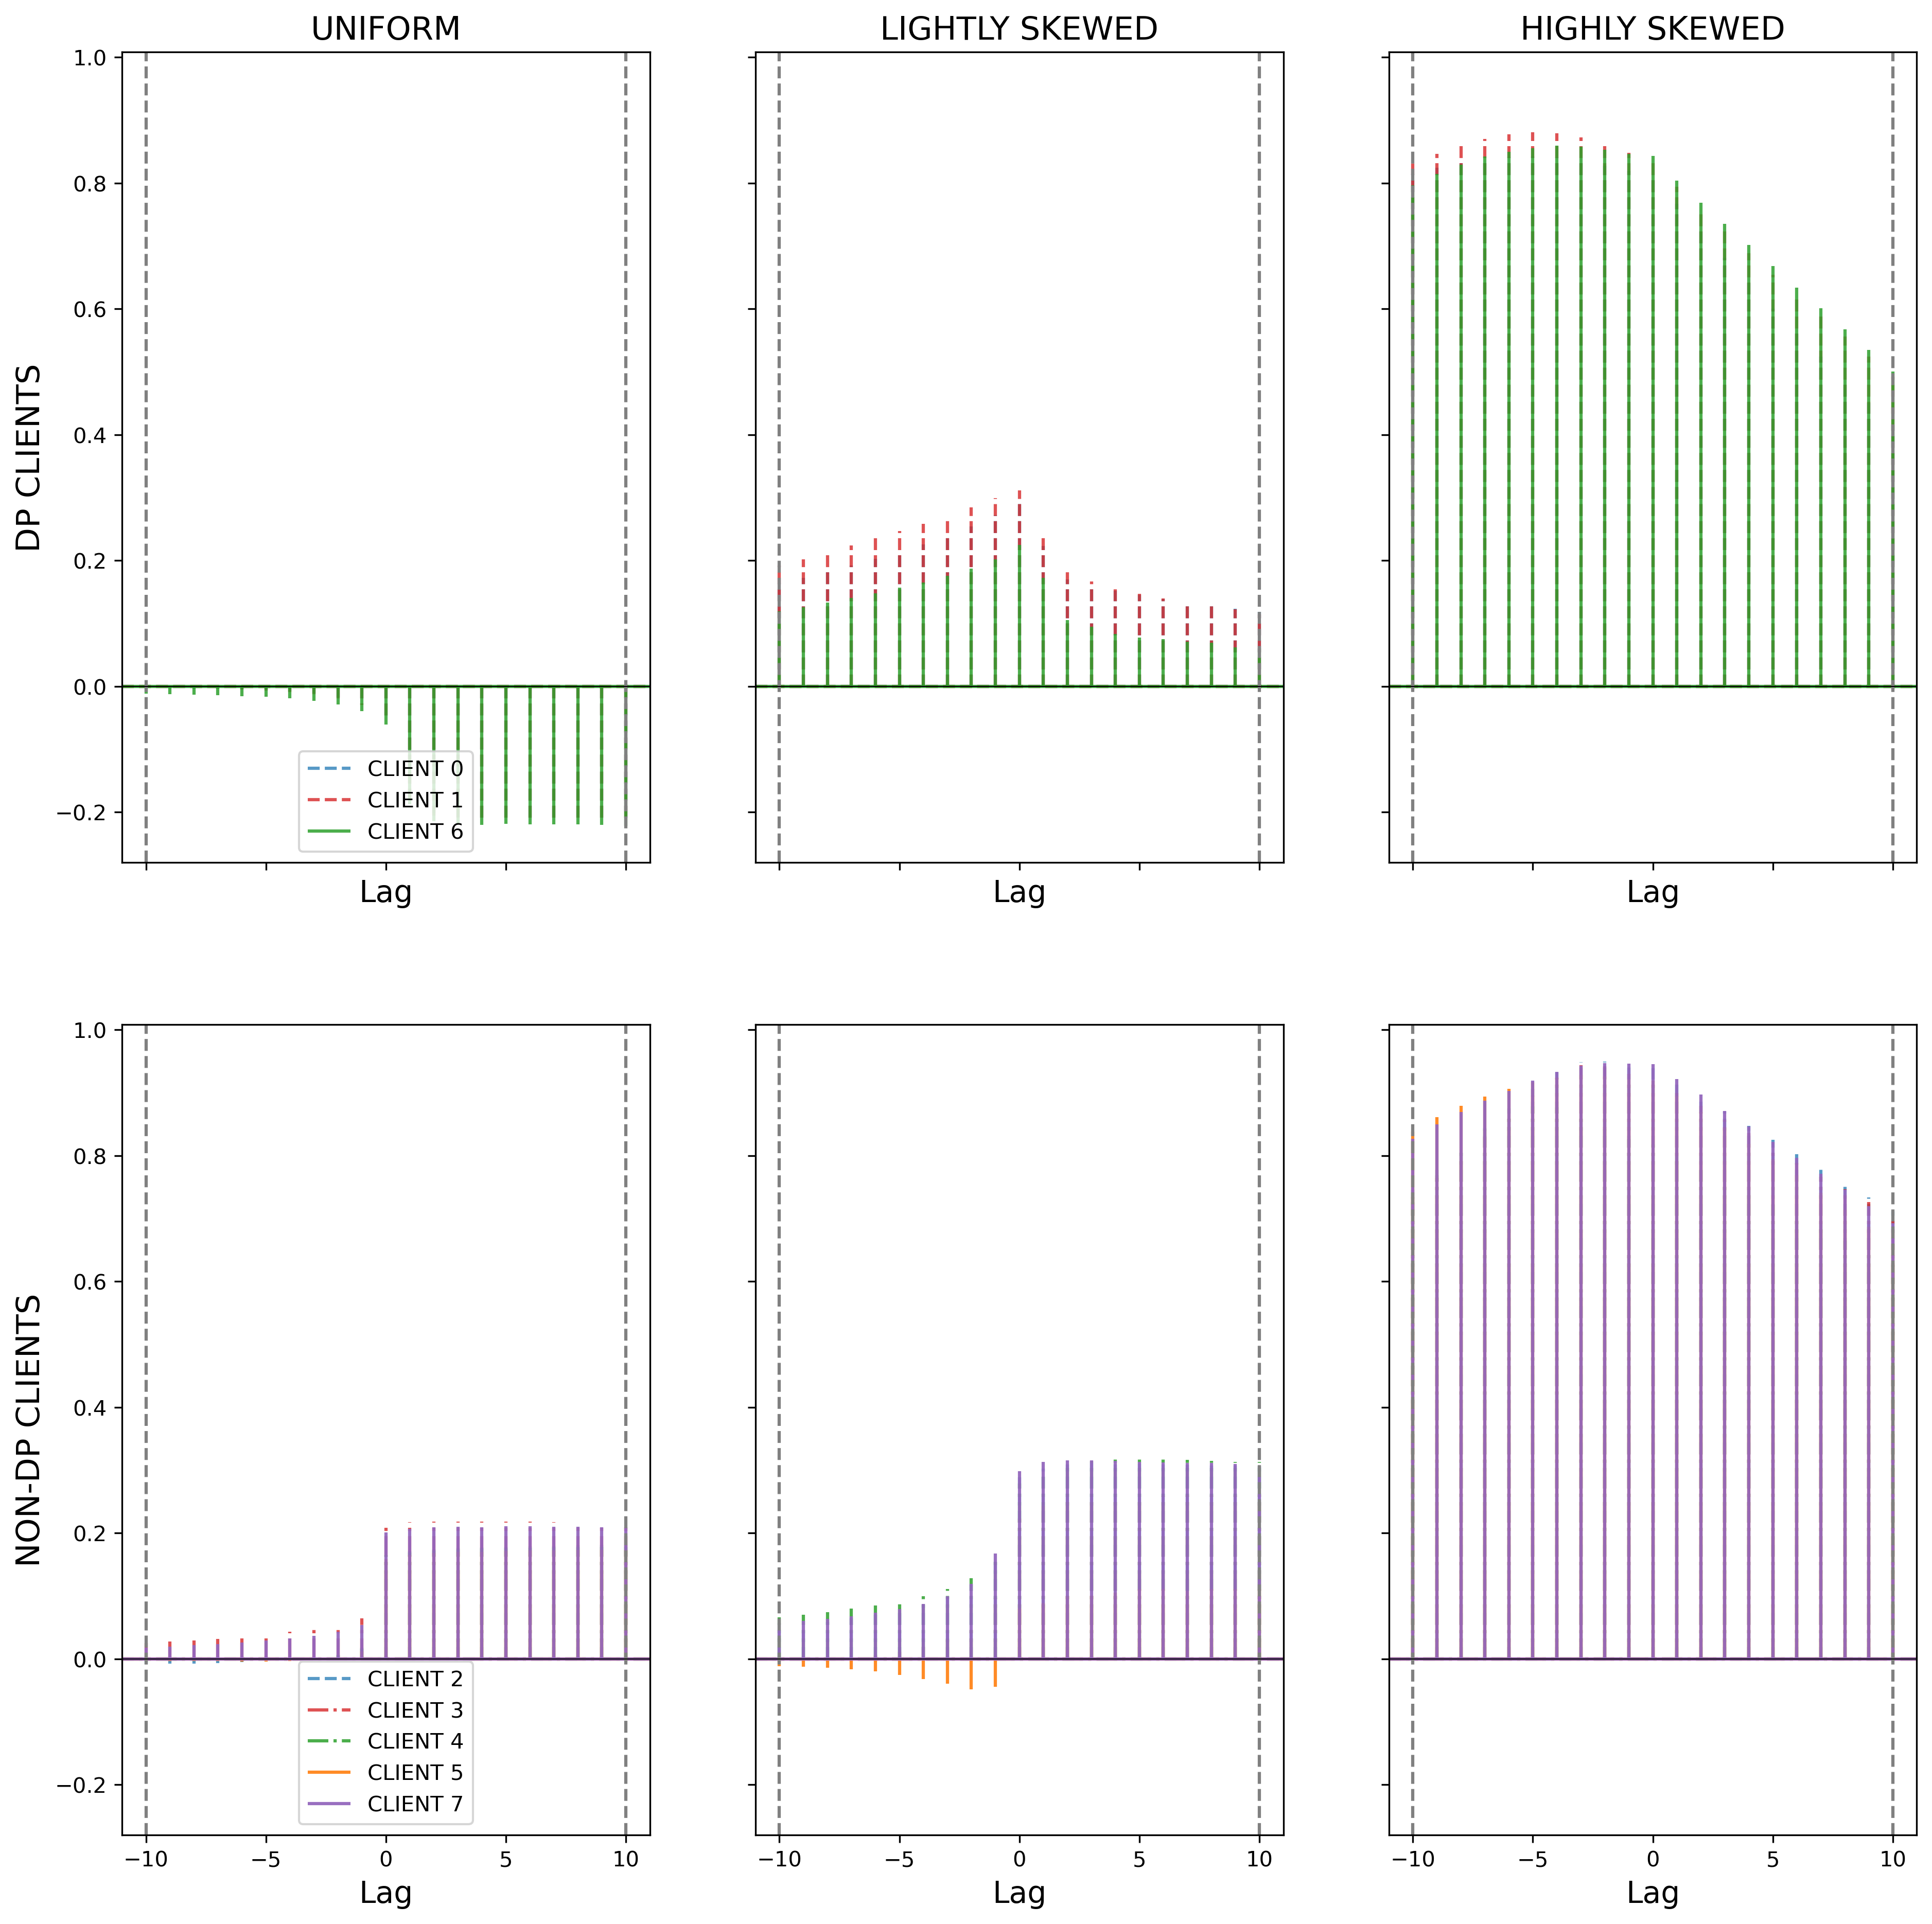 UNIFORM
LIGHTLY SKEWED
HIGHLY SKEWED
DP CLIENTS
1.0
0.8
0.6
0.4
0.2
0.0
−0.2
CLIENT 0
CLIENT 1
CLIENT 6
Lag
Lag
Lag
NON-DP CLIENTS
1.0
0.8
0.6
0.4
0.2
0.0
−0.2
CLIENT 2
CLIENT 3
CLIENT 4
CLIENT 5
CLIENT 7
−10 −5 0 5 10
−10 −5 0 5 10
−10 −5 0 5 10
Lag
Lag
Lag